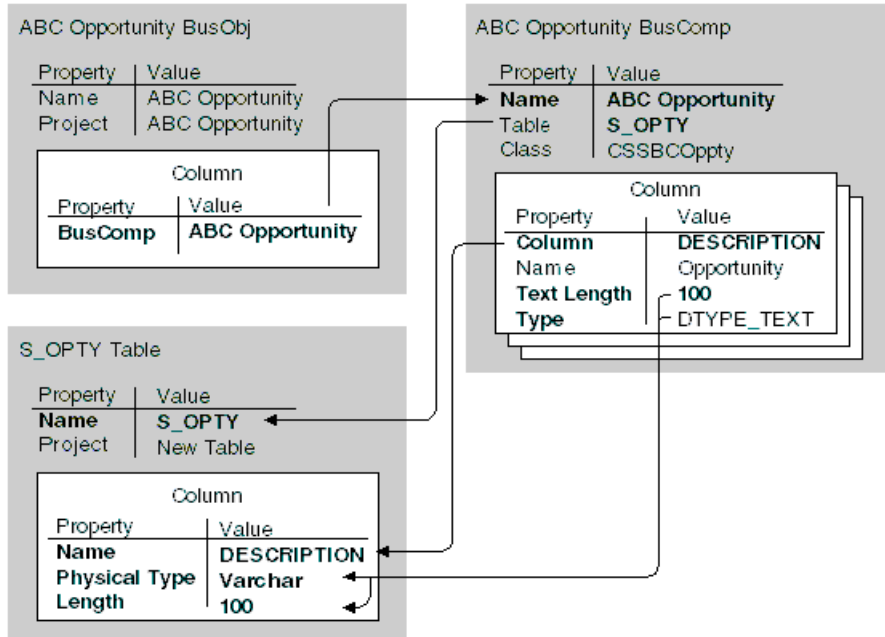 ABC Opportunity BusObj
Property Value
Name ABC Opportunity
Project ABC Opportunity
Column
Property Value
BusComp ABC Opportunity
ABC Opportunity BusComp
Property Value
Name ABC Opportunity
Table S_OPTY
Class CSSBCOppty
Column
Property Value
Column DESCRIPTION
Name Opportunity
Text Length 100
Type DTYPE_TEXT
S_OPTY Table
Property Value
Name S_OPTY
Project New Table
Column
Property Value
Name DESCRIPTION
Physical Type Varchar
Length 100